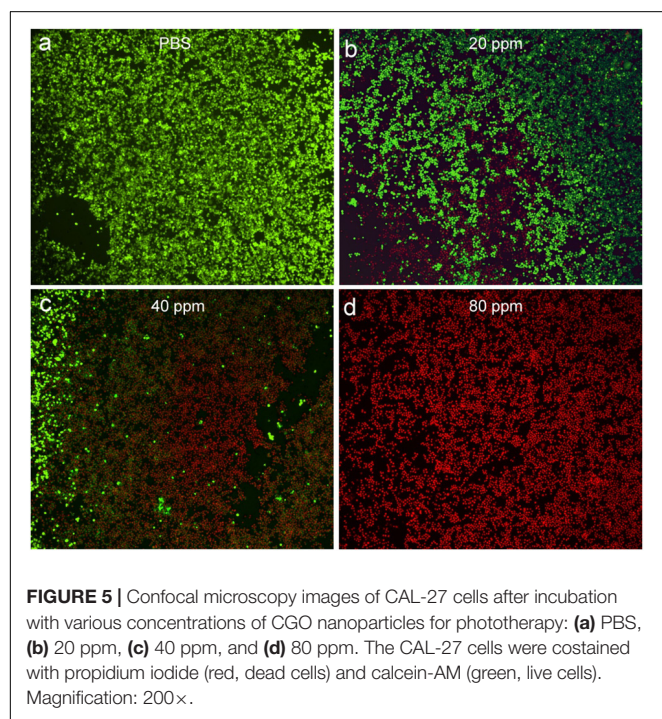 a
PBS
b
20 ppm
c
40 ppm
d
80 ppm
FIGURE 5 | Confocal microscopy images of CAL-27 cells after incubation
with various concentrations of CGO nanoparticles for phototherapy: (a) PBS,
(b) 20 ppm, (c) 40 ppm, and (d) 80 ppm. The CAL-27 cells were costained
with propidium iodide (red, dead cells) and calcein-AM (green, live cells).
Magnification: 200×.